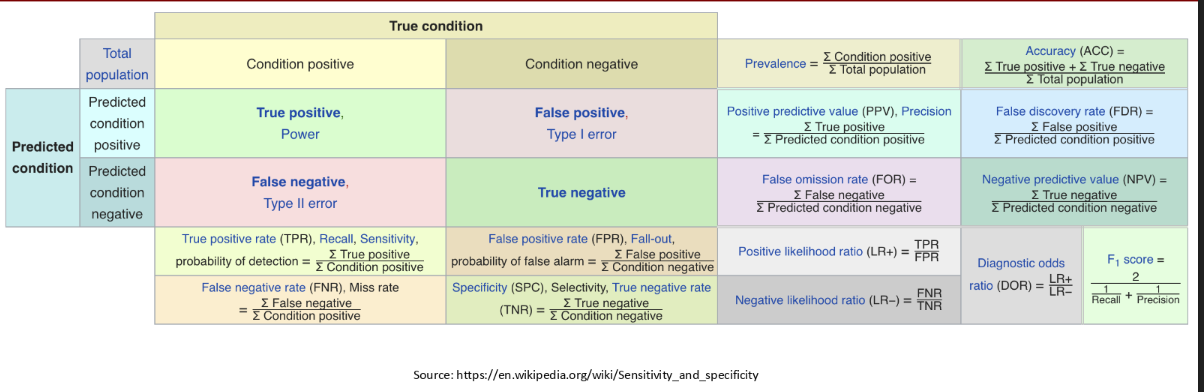 True condition
Total
population
Condition positive
Condition negative
Prevalence = Σ Condition positive / Σ Total population
Accuracy (ACC) =
Σ True positive + Σ True negative / Σ Total population
Predicted
condition
Predicted
condition
positive
True positive,
Power
False positive,
Type I error
Positive predictive value (PPV), Precision
= Σ True positive / Σ Predicted condition positive
False discovery rate (FDR) =
Σ False positive / Σ Predicted condition positive
Predicted
condition
negative
False negative,
Type II error
True negative
False omission rate (FOR) =
Σ False negative / Σ Predicted condition negative
Negative predictive value (NPV) =
Σ True negative / Σ Predicted condition negative
True positive rate (TPR), Recall, Sensitivity,
probability of detection = Σ True positive / Σ Condition positive
False positive rate (FPR), Fall-out,
probability of false alarm = Σ False positive / Σ Condition negative
Positive likelihood ratio (LR+) = TPR / FPR
Diagnostic odds
ratio (DOR) = LR+ / LR−
F1 score =
2 / (1 / Recall + 1 / Precision)
False negative rate (FNR), Miss rate
= Σ False negative / Σ Condition positive
Specificity (SPC), Selectivity, True negative rate
(TNR) = Σ True negative / Σ Condition negative
Negative likelihood ratio (LR−) = FNR / TNR
Source: https://en.wikipedia.org/wiki/Sensitivity_and_specificity